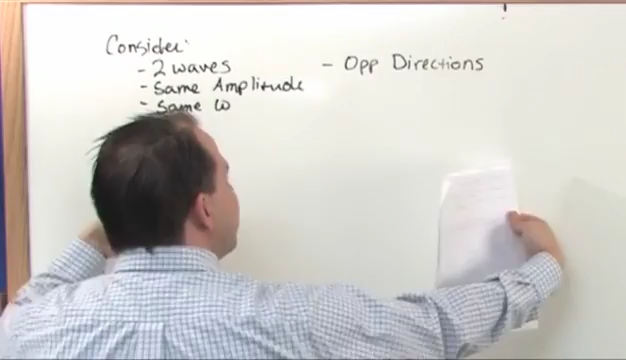 Consider:
- 2 waves
- Same Amplitude
- Same ω
- Opp Directions